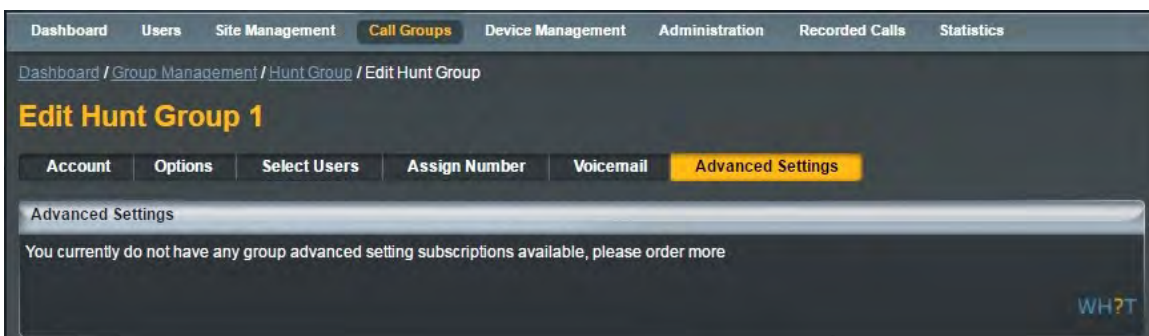 Dashboard Users Site Management Call Groups Device Management Administration Recorded Calls Statistics
Dashboard / Group Management / Hunt Group / Edit Hunt Group
Edit Hunt Group 1
Account Options Select Users Assign Number Voicemail Advanced Settings
Advanced Settings
You currently do not have any group advanced setting subscriptions available, please order more
WH?T